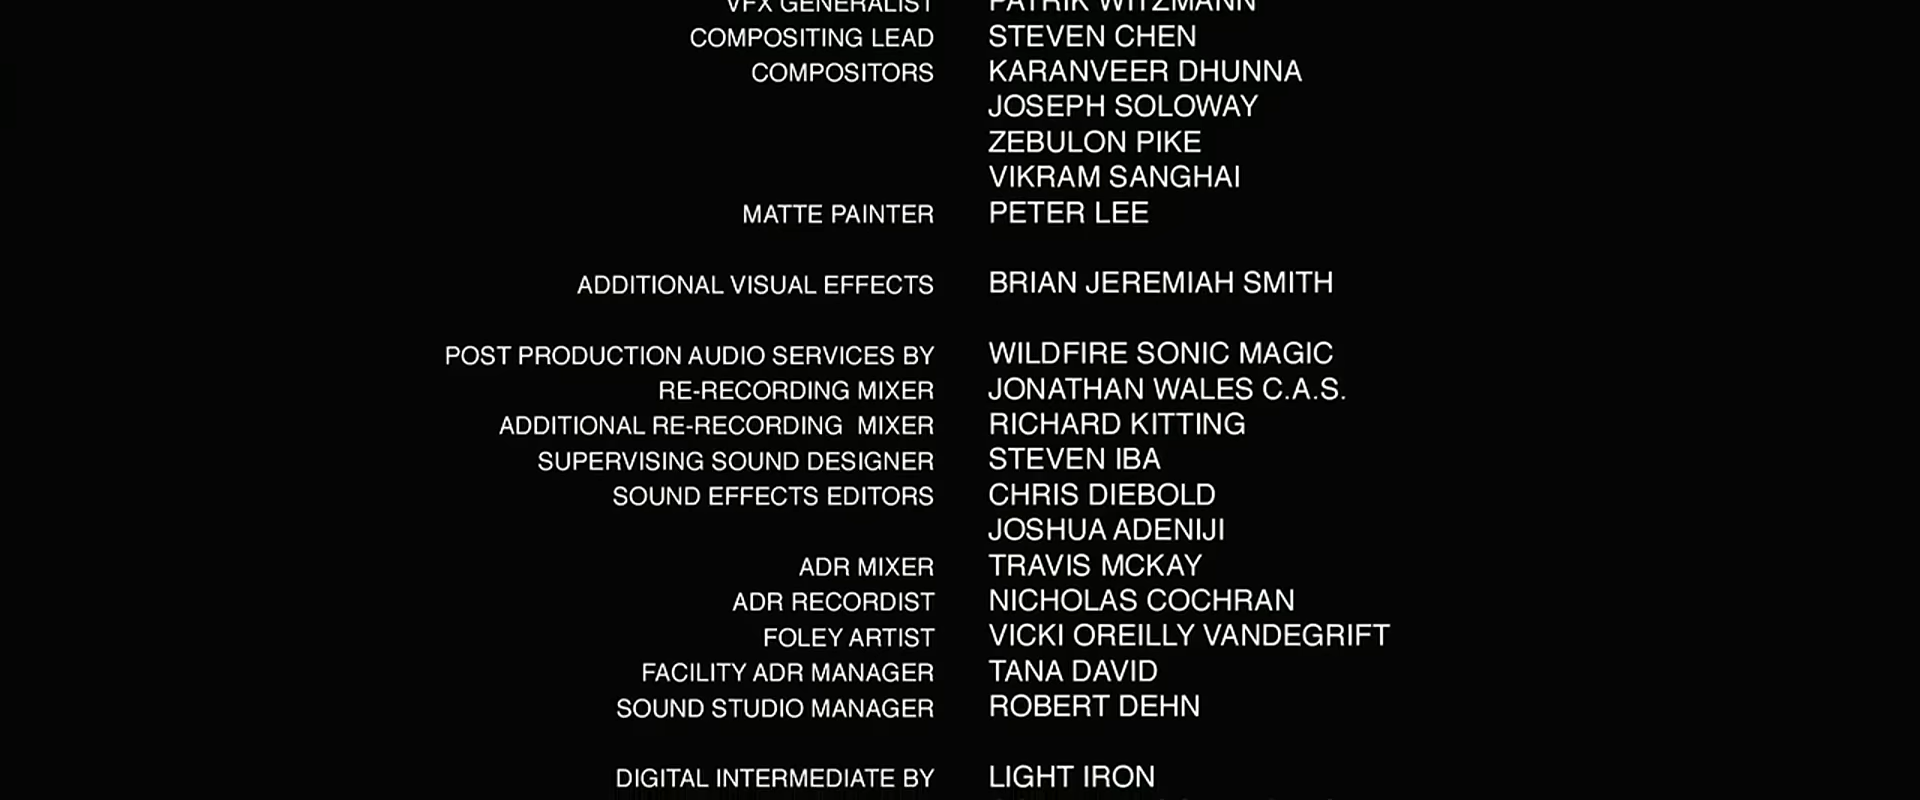 VFX GENERALIST PATRIK WITZMANN
COMPOSITING LEAD STEVEN CHEN
COMPOSITORS KARANVEER DHUNNA
JOSEPH SOLOWAY
ZEBULON PIKE
VIKRAM SANGHAI
MATTE PAINTER PETER LEE
ADDITIONAL VISUAL EFFECTS BRIAN JEREMIAH SMITH
POST PRODUCTION AUDIO SERVICES BY WILDFIRE SONIC MAGIC
RE-RECORDING MIXER JONATHAN WALES C.A.S.
ADDITIONAL RE-RECORDING MIXER RICHARD KITTING
SUPERVISING SOUND DESIGNER STEVEN IBA
SOUND EFFECTS EDITORS CHRIS DIEBOLD
JOSHUA ADENIJI
ADR MIXER TRAVIS MCKAY
ADR RECORDIST NICHOLAS COCHRAN
FOLEY ARTIST VICKI OREILLY VANDEGRIFT
FACILITY ADR MANAGER TANA DAVID
SOUND STUDIO MANAGER ROBERT DEHN
DIGITAL INTERMEDIATE BY LIGHT IRON